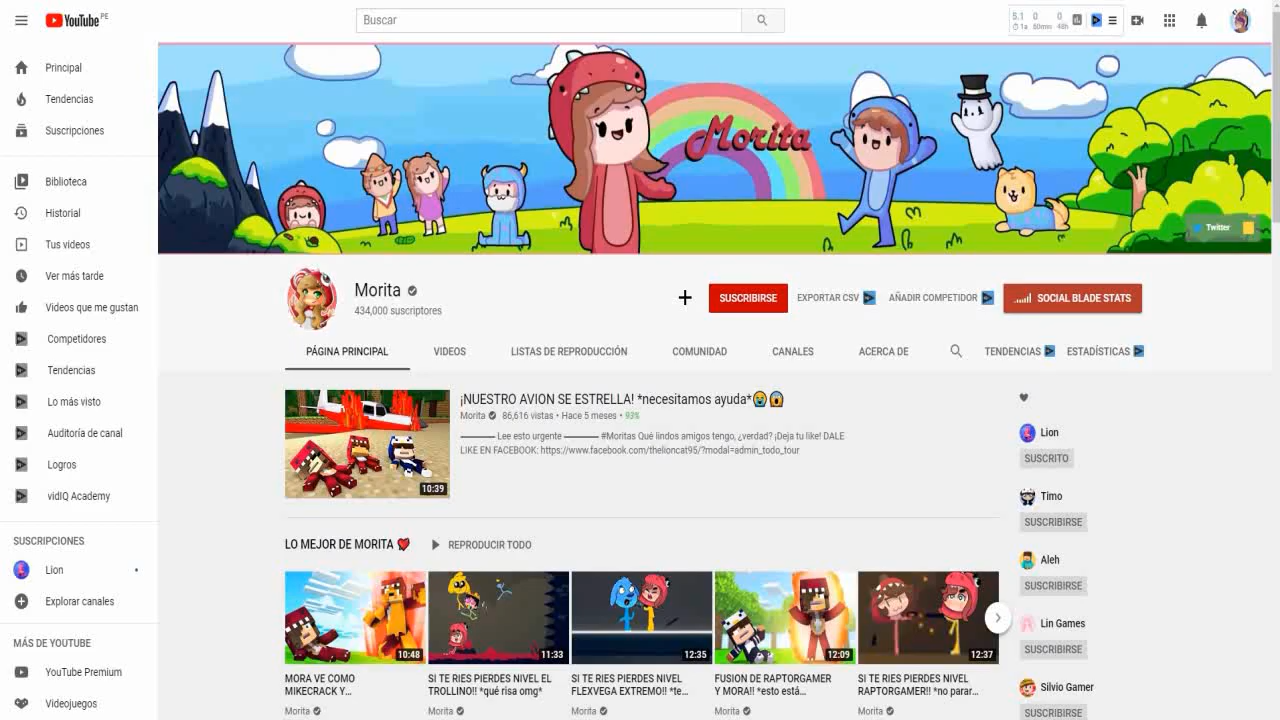 YouTube PE
Buscar
5.1 0 0
1a 60min 48h
Principal
Tendencias
Suscripciones
Biblioteca
Historial
Tus videos
Ver más tarde
Videos que me gustan
Competidores
Tendencias
Lo más visto
Auditoría de canal
Logros
vidIQ Academy
SUSCRIPCIONES
Lion
Explorar canales
MÁS DE YOUTUBE
YouTube Premium
Videojuegos
Morita
Twitter
Morita
434,000 suscriptores
SUSCRIBIRSE
EXPORTAR CSV
AÑADIR COMPETIDOR
SOCIAL BLADE STATS
PÁGINA PRINCIPAL
VIDEOS
LISTAS DE REPRODUCCIÓN
COMUNIDAD
CANALES
ACERCA DE
TENDENCIAS
ESTADÍSTICAS
10:39
¡NUESTRO AVION SE ESTRELLA! *necesitamos ayuda*😭😱
Morita 86,616 vistas • Hace 5 meses • 93%
———— Lee esto urgente ———— #Moritas Qué lindos amigos tengo, ¿verdad? ¡Deja tu like! DALE
LIKE EN FACEBOOK: https://www.facebook.com/thelioncat95/?modal=admin_todo_tour
LO MEJOR DE MORITA ❤
REPRODUCIR TODO
10:48
MORA VE COMO
MIKECRACK Y...
Morita
11:33
SI TE RIES PIERDES NIVEL EL
TROLLINO!! *qué risa omg*
Morita
12:35
SI TE RIES PIERDES NIVEL
FLEXVEGA EXTREMO!! *te...
Morita
12:09
FUSION DE RAPTORGAMER
Y MORA!! *esto está...
Morita
12:37
SI TE RIES PIERDES NIVEL
RAPTORGAMER!! *no parar...
Morita
Lion
SUSCRITO
Timo
SUSCRIBIRSE
Aleh
SUSCRIBIRSE
Lin Games
SUSCRIBIRSE
Silvio Gamer
SUSCRIBIRSE